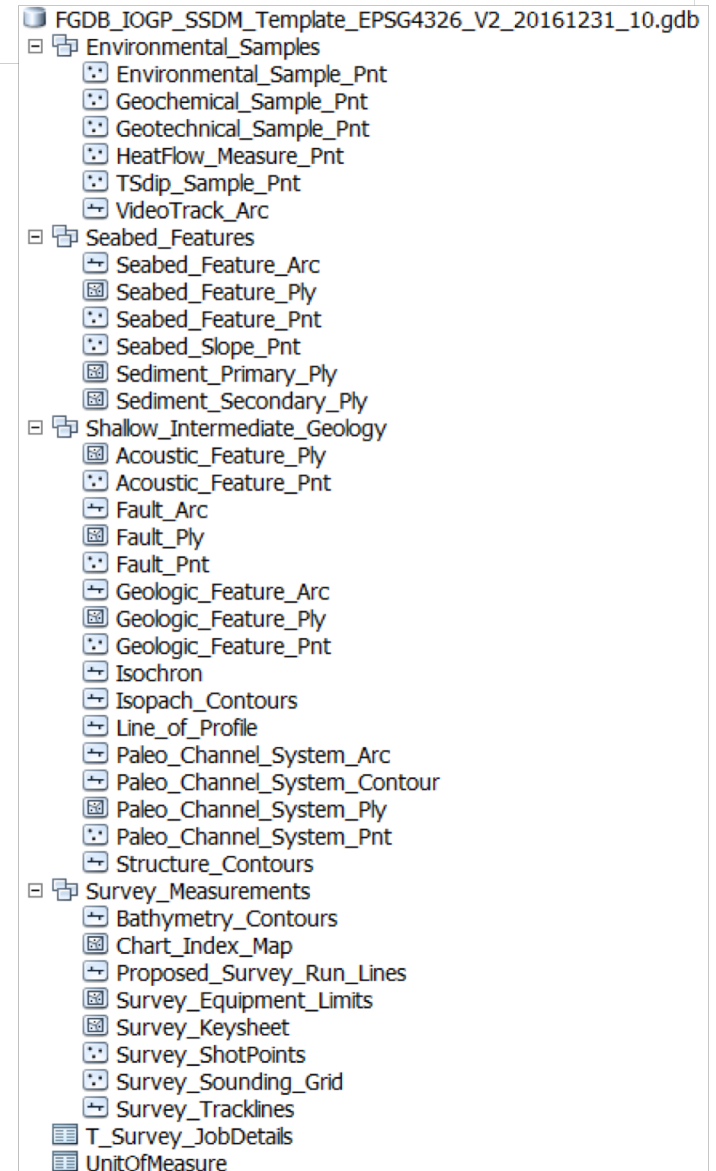 FGDB_IOGP_SSDM_Template_EPSG4326_V2_20161231_10.gdb
Environmental_Samples
Environmental_Sample_Pnt
Geochemical_Sample_Pnt
Geotechnical_Sample_Pnt
HeatFlow_Measure_Pnt
TSdip_Sample_Pnt
VideoTrack_Arc
Seabed_Features
Seabed_Feature_Arc
Seabed_Feature_Ply
Seabed_Feature_Pnt
Seabed_Slope_Pnt
Sediment_Primary_Ply
Sediment_Secondary_Ply
Shallow_Intermediate_Geology
Acoustic_Feature_Ply
Acoustic_Feature_Pnt
Fault_Arc
Fault_Ply
Fault_Pnt
Geologic_Feature_Arc
Geologic_Feature_Ply
Geologic_Feature_Pnt
Isochron
Isopach_Contours
Line_of_Profile
Paleo_Channel_System_Arc
Paleo_Channel_System_Contour
Paleo_Channel_System_Ply
Paleo_Channel_System_Pnt
Structure_Contours
Survey_Measurements
Bathymetry_Contours
Chart_Index_Map
Proposed_Survey_Run_Lines
Survey_Equipment_Limits
Survey_Keysheet
Survey_ShotPoints
Survey_Sounding_Grid
Survey_Tracklines
T_Survey_JobDetails
UnitOfMeasure